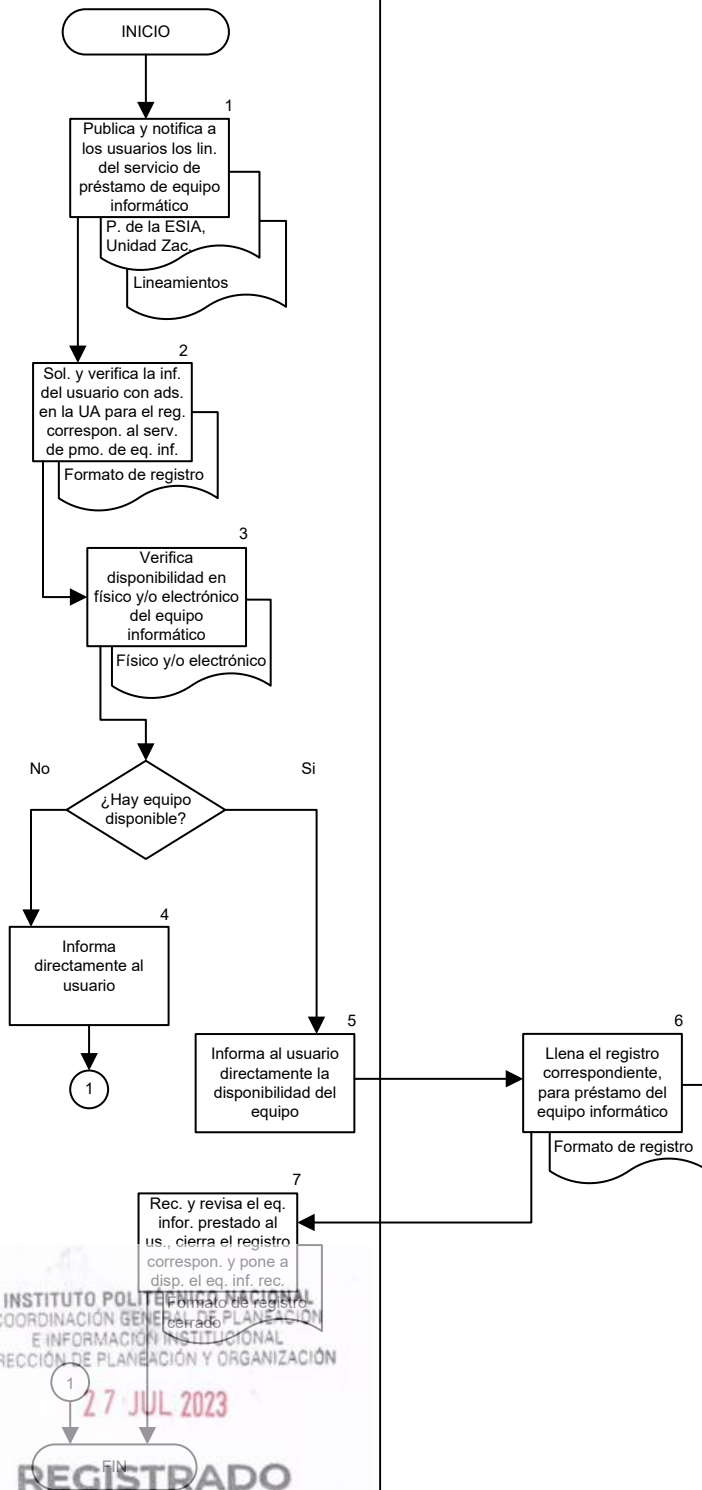 INICIO
1
Publica y notifica a
los usuarios los lin.
del servicio de
préstamo de equipo
informático
P. de la ESIA,
Unidad Zac.
Lineamientos
2
Sol. y verifica la inf.
del usuario con ads.
en la UA para el reg.
correspon. al serv.
de pmo. de eq. inf.
Formato de registro
3
Verifica
disponibilidad en
físico y/o electrónico
del equipo
informático
Físico y/o electrónico
No
Si
¿Hay equipo
disponible?
4
Informa
directamente al
usuario
1
5
Informa al usuario
directamente la
disponibilidad del
equipo
6
Llena el registro
correspondiente,
para préstamo del
equipo informático
Formato de registro
7
Rec. y revisa el eq.
infor. prestado al
us., cierra el registro
correspon. y pone a
disp. el eq. inf. rec.
Formato de registro
cerrado
INSTITUTO POLITÉCNICO NACIONAL
COORDINACIÓN GENERAL DE PLANEACIÓN
E INFORMACIÓN INSTITUCIONAL
RECCIÓN DE PLANEACIÓN Y ORGANIZACIÓN
1
27 JUL 2023
FIN
REGISTRADO